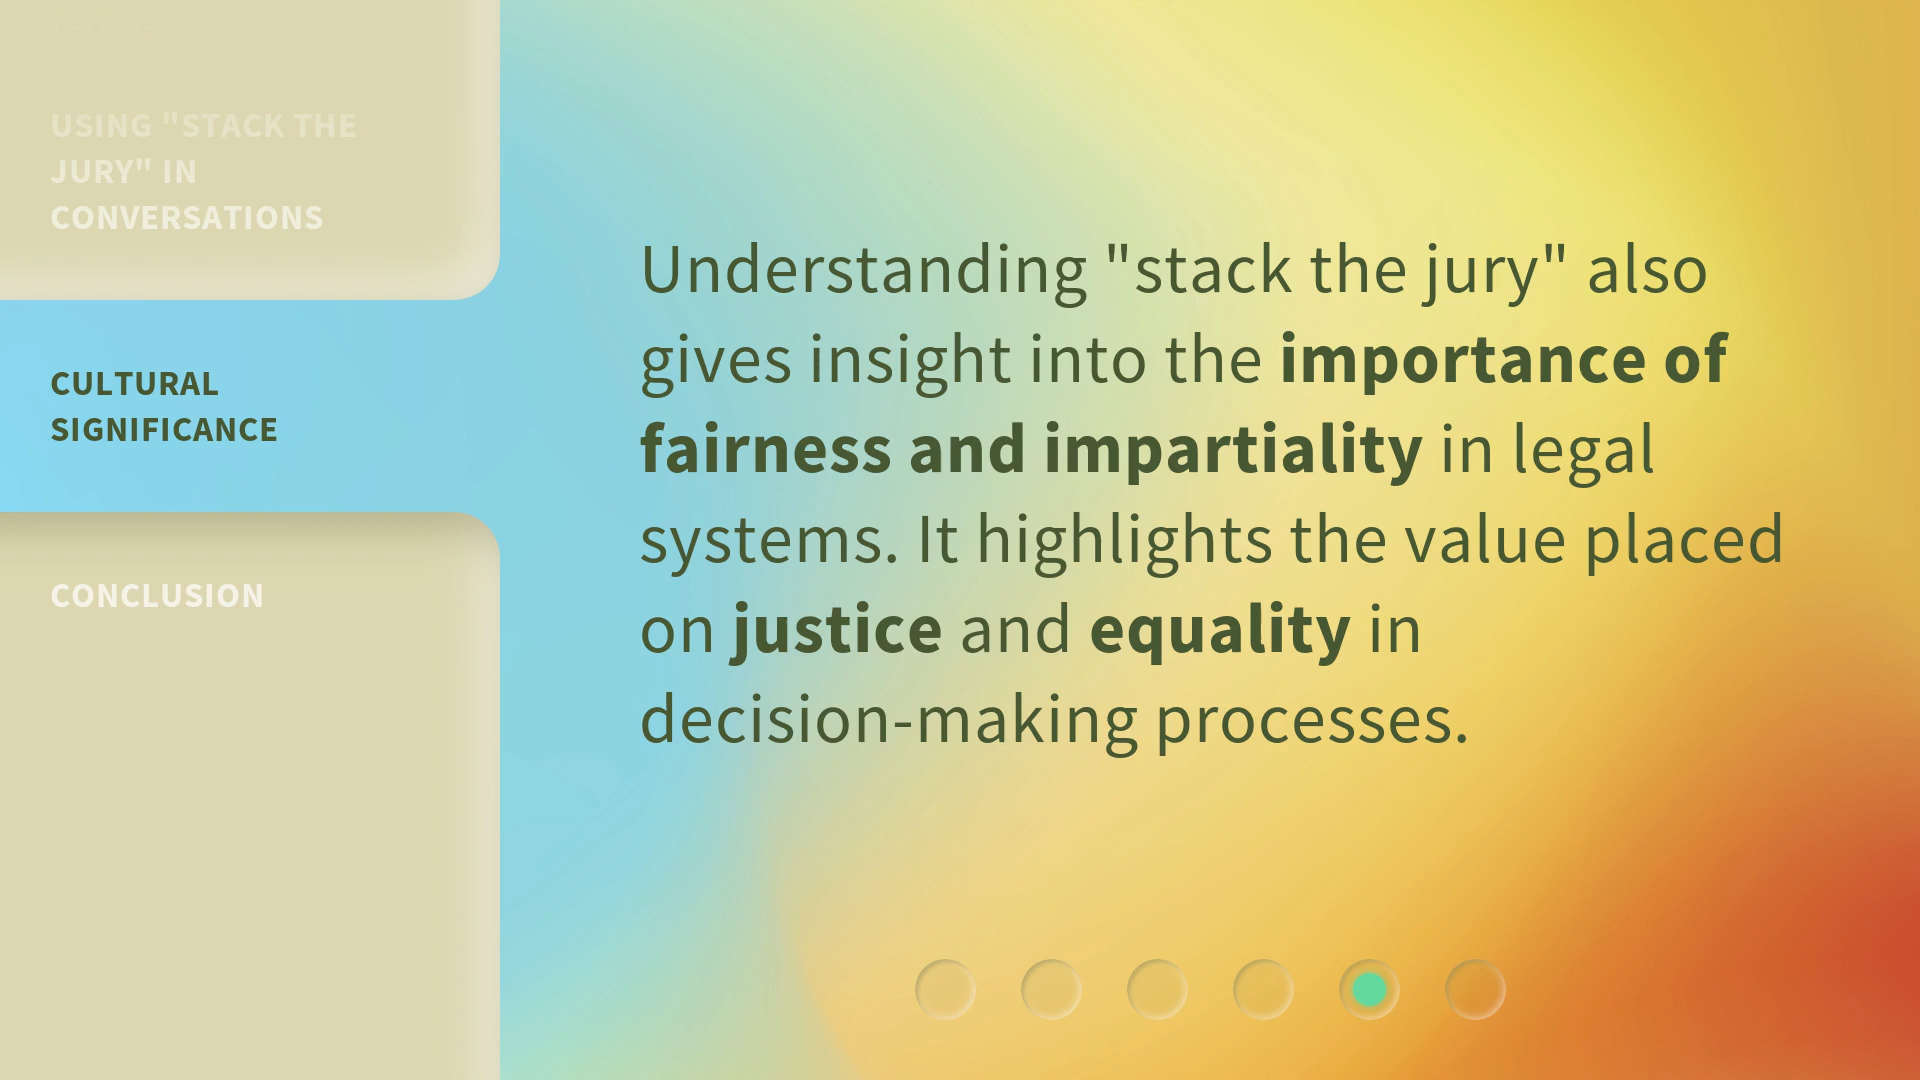 USING "STACK THE
JURY" IN
CONVERSATIONS
CULTURAL
SIGNIFICANCE
CONCLUSION
Understanding "stack the jury" also
gives insight into the importance of
fairness and impartiality in legal
systems. It highlights the value placed
on justice and equality in
decision-making processes.